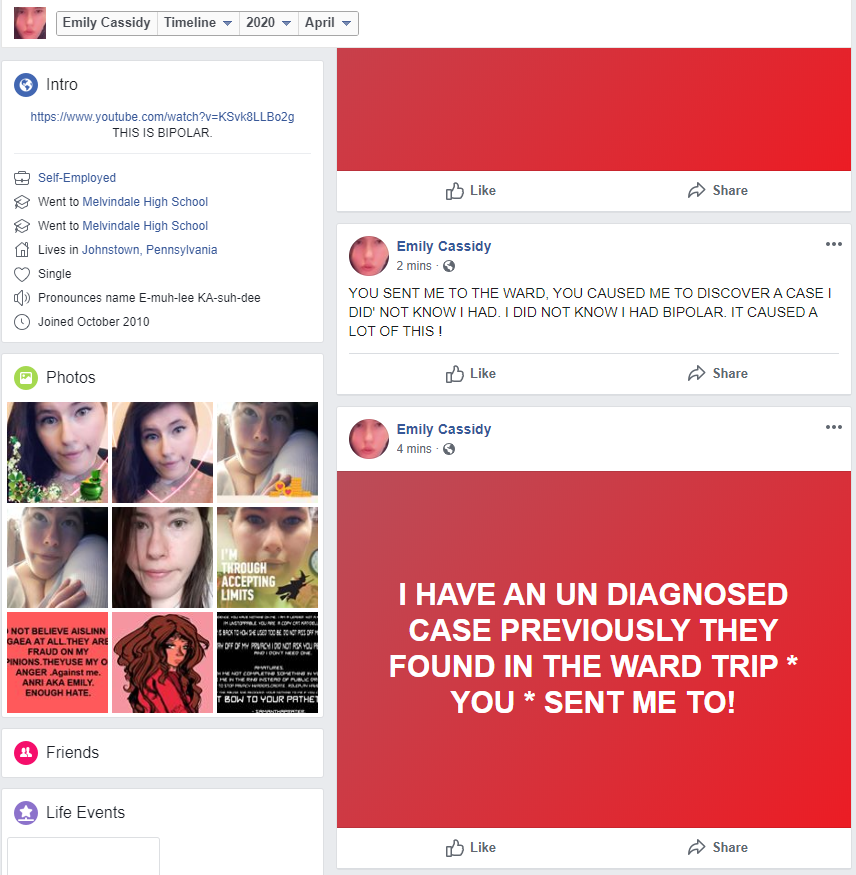 Emily Cassidy Timeline 2020 April
Intro
https://www.youtube.com/watch?v=KSvk8LLBo2g
THIS IS BIPOLAR.
Self-Employed
Went to Melvindale High School
Went to Melvindale High School
Lives in Johnstown, Pennsylvania
Single
Pronounces name E-muh-lee KA-suh-dee
Joined October 2010
Photos
I'M
THROUGH
ACCEPTING
LIMITS
NOT BELIEVE AISLINN
GAEA AT ALL.THEY ARE
FRAUD ON MY
PINIONS.THEYUSE MY O
ANGER .Against me.
ANRI AKA EMILY.
ENOUGH HATE.
BOW TO YOUR PATHET
Friends
Life Events
Like Share
Emily Cassidy
2 mins ·
YOU SENT ME TO THE WARD, YOU CAUSED ME TO DISCOVER A CASE I
DID' NOT KNOW I HAD. I DID NOT KNOW I HAD BIPOLAR. IT CAUSED A
LOT OF THIS !
Like Share
Emily Cassidy
4 mins ·
I HAVE AN UN DIAGNOSED
CASE PREVIOUSLY THEY
FOUND IN THE WARD TRIP *
YOU * SENT ME TO!
Like Share